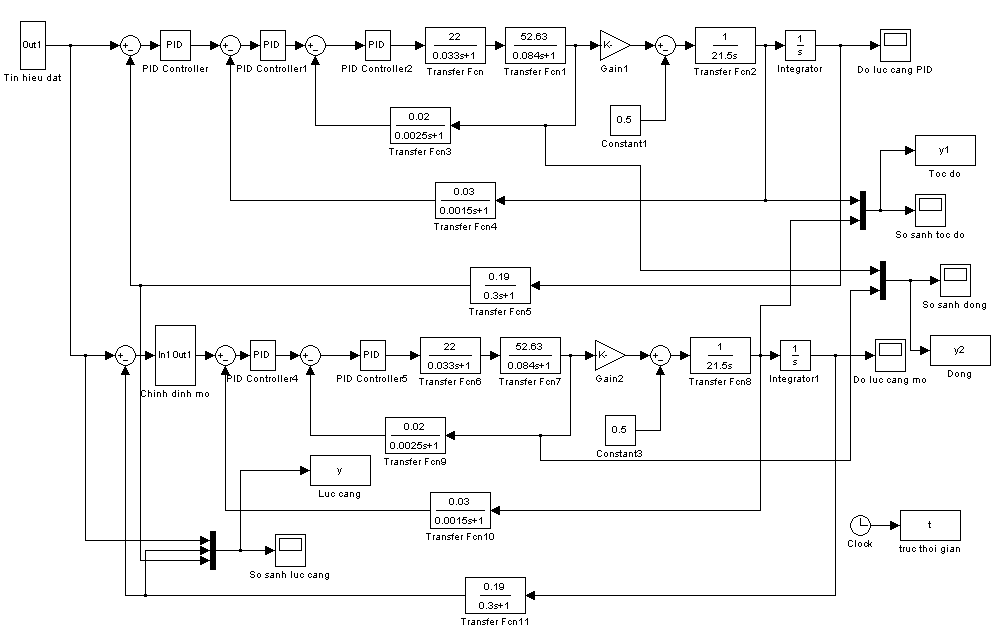 Out1
Tin hieu dat
+
_
PID
PID Controller
+
_
PID
PID Controller1
+
_
PID
PID Controller2
22
0.033s+1
Transfer Fcn
52.63
0.084s+1
Transfer Fcn1
K-
Gain1
+
_
1
21.5s
Transfer Fcn2
1
s
Integrator
Do luc cang PID
0.02
0.0025s+1
Transfer Fcn3
0.5
Constant1
y1
Toc do
0.03
0.0015s+1
Transfer Fcn4
So sanh toc do
0.19
0.3s+1
Transfer Fcn5
So sanh dong
+
_
In1 Out1
Chinh dinh mo
+
_
PID
PID Controller4
+
_
PID
PID Controller5
22
0.033s+1
Transfer Fcn6
52.63
0.084s+1
Transfer Fcn7
K-
Gain2
+
_
1
21.5s
Transfer Fcn8
1
s
Integrator1
Do luc cang mo
y2
Dong
0.02
0.0025s+1
Transfer Fcn9
0.5
Constant3
y
Luc cang
0.03
0.0015s+1
Transfer Fcn10
Clock
t
truc thoi gian
So sanh luc cang
0.19
0.3s+1
Transfer Fcn11